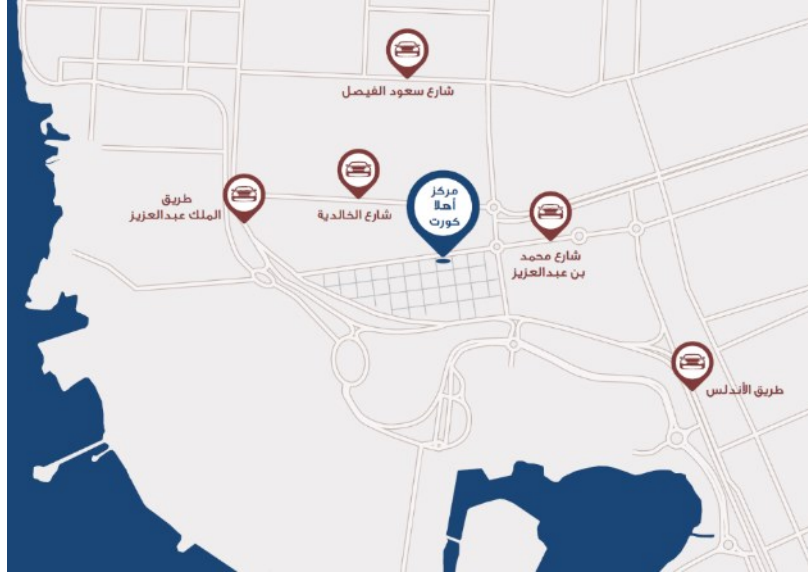 شارع سعود الفيصل
مركز
أهلا
كورت
طريق
الملك عبدالعزيز
شارع الخالدية
شارع محمد
بن عبدالعزيز
طريق الأندلس